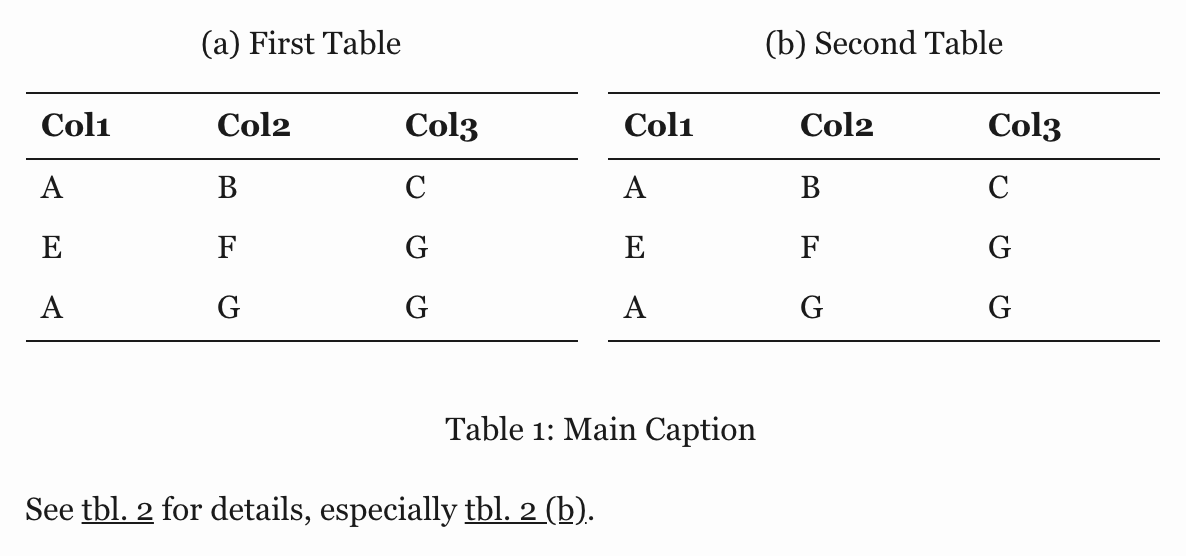 (a) First Table
Col1 Col2 Col3
A B C
E F G
A G G
(b) Second Table
Col1 Col2 Col3
A B C
E F G
A G G
Table 1: Main Caption
See tbl. 2 for details, especially tbl. 2 (b).